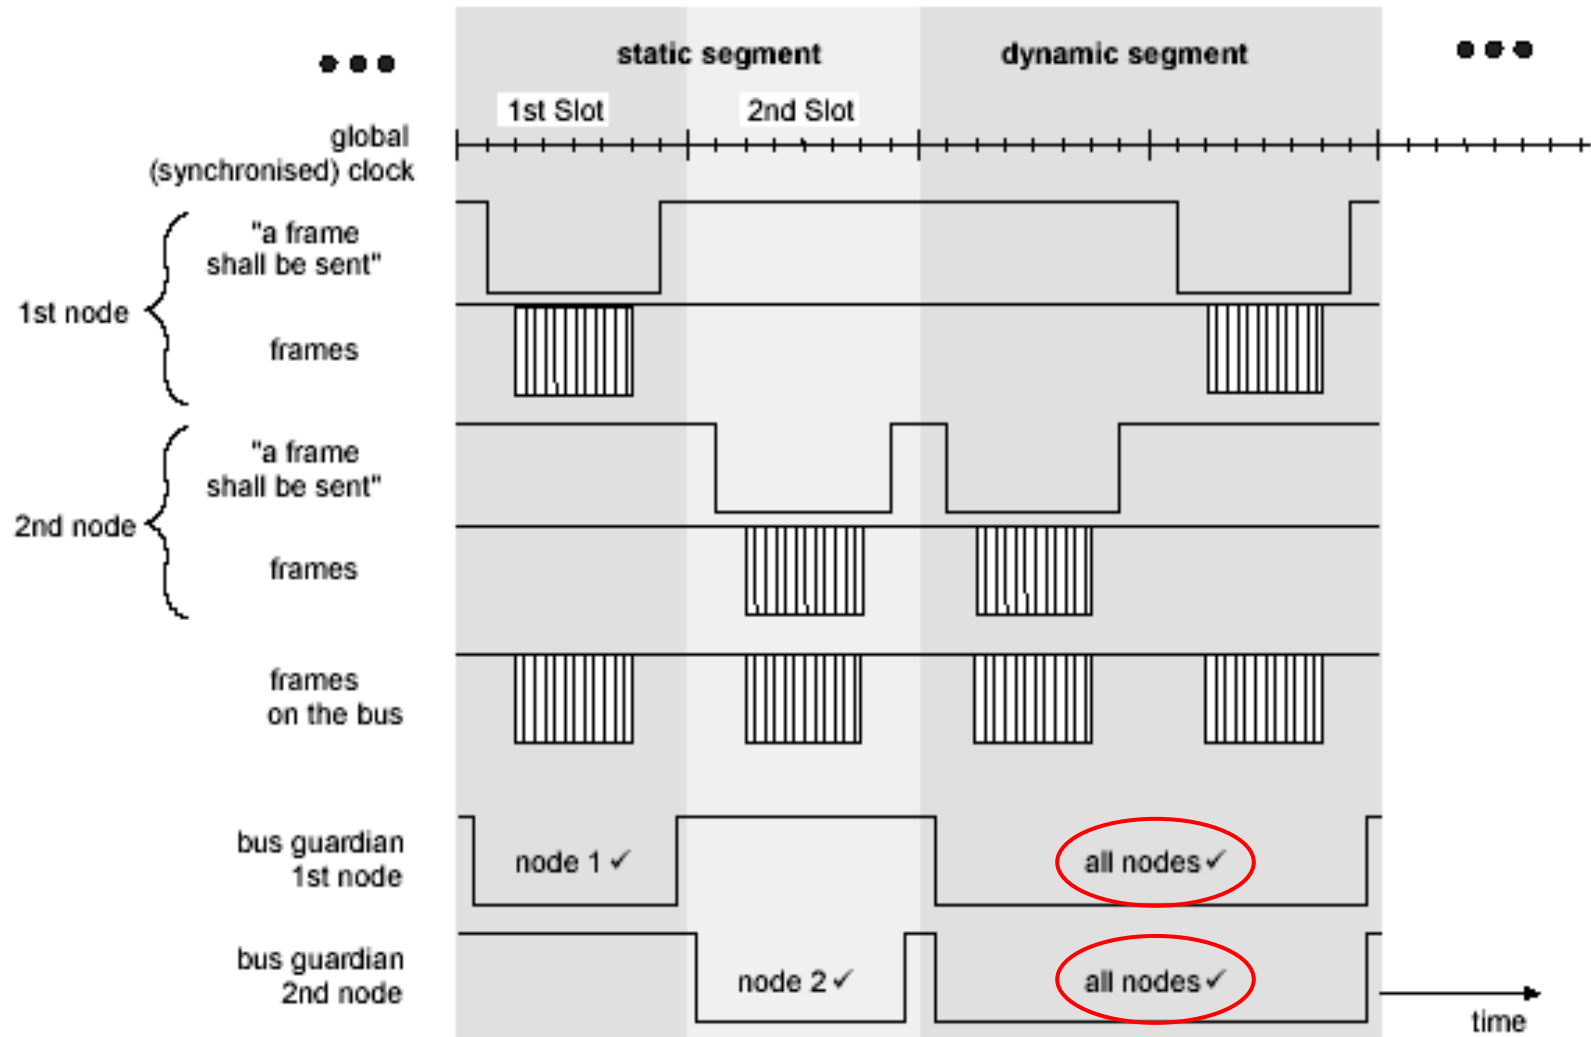 static segment
dynamic segment
1st Slot
2nd Slot
global
(synchronised) clock
"a frame
shall be sent"
1st node
frames
"a frame
shall be sent"
2nd node
frames
frames
on the bus
bus guardian
1st node
node 1 ✓
all nodes ✓
bus guardian
2nd node
node 2 ✓
all nodes ✓
time